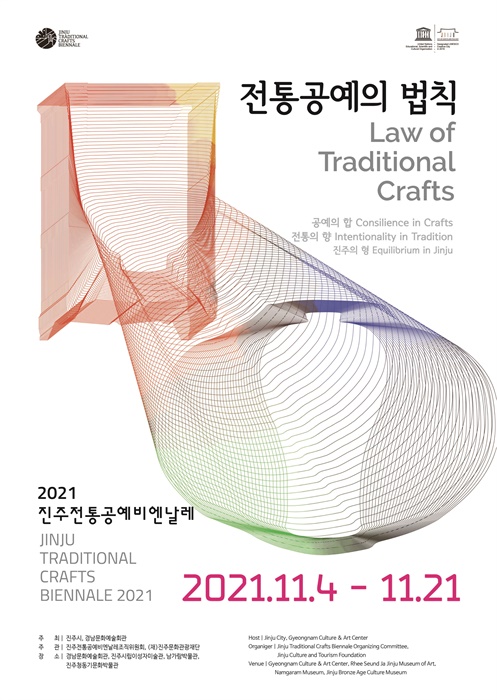 JINJU
TRADITIONAL
CRAFTS
BIENNALE
전통공예의 법칙
Law of
Traditional
Crafts
공예의 합 Consilience in Crafts
전통의 향 Intentionality in Tradition
진주의 형 Equilibrium in Jinju
2021
진주전통공예비엔날레
JINJU
TRADITIONAL
CRAFTS
BIENNALE 2021
2021.11.4 - 11.21
주 최 | 진주시, 경남문화예술회관
주 관 | 진주전통공예비엔날레조직위원회, (재)진주문화관광재단
장 소 | 경남문화예술회관, 진주시립이성자미술관, 남가람박물관,
진주청동기문화박물관
Host | Jinju City, Gyeongnam Culture & Art Center
Organiger | Jinju Traditional Crafts Biennale Organizing Committee,
Jinju Culture and Tourism Foundation
Venue | Gyeongnam Culture & Art Center, Rhee Seund Ja Jinju Museum of Art,
Namgaram Museum, Jinju Bronze Age Culture Museum